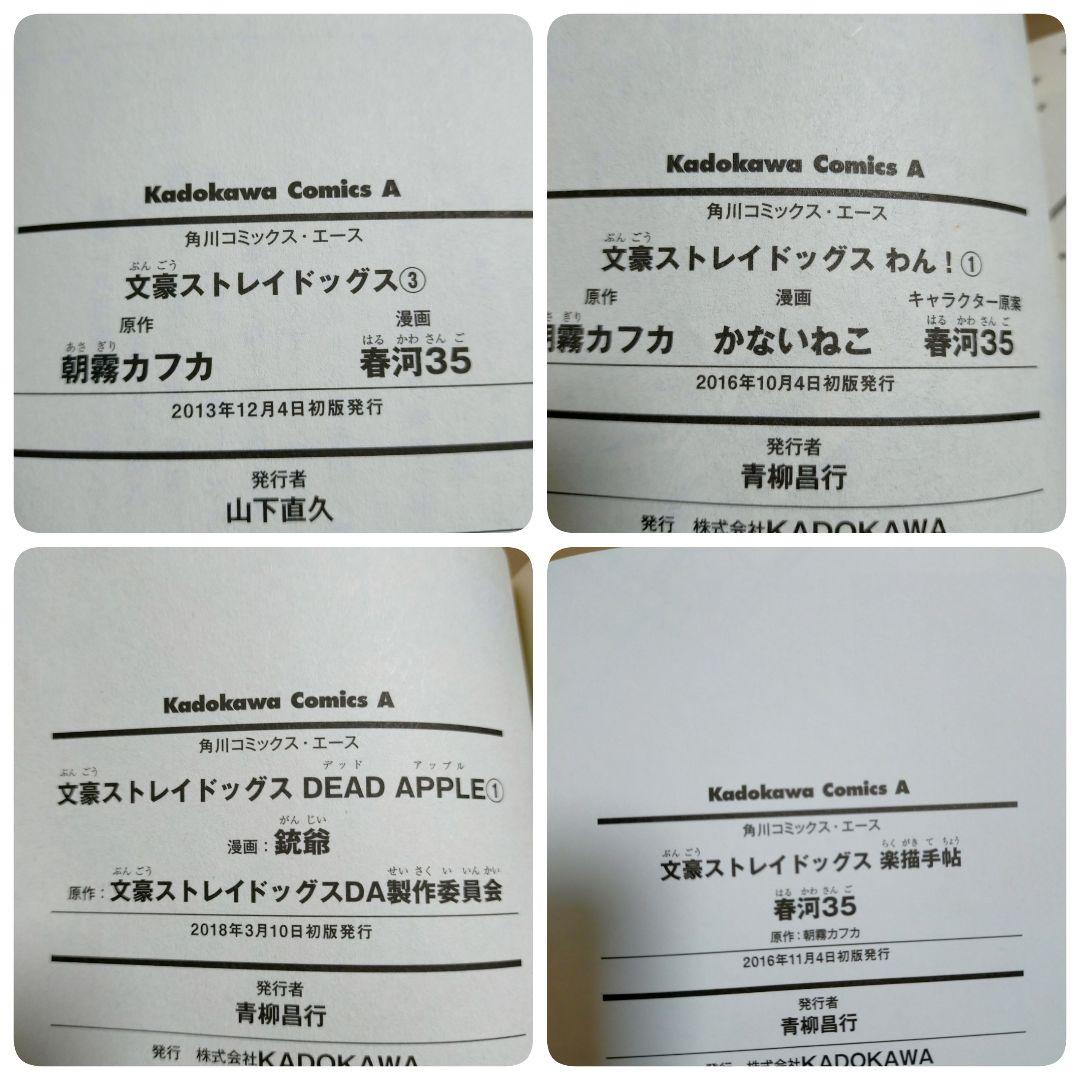 Kadokawa Comics A
角川コミックス・エース
ぶんごう
文豪ストレイドッグス③
原作 漫画
あさぎり はるかわさんご
朝霧カフカ 春河35
2013年12月4日初版発行
発行者
山下直久
Kadokawa Comics A
角川コミックス・エース
ぶんごう
文豪ストレイドッグス わん！①
原作 漫画 キャラクター原案
ぎり はるかわさんご
霧カフカ かないねこ 春河35
2016年10月4日初版発行
発行者
青柳昌行
発行 株式会社KADOKAWA
Kadokawa Comics A
角川コミックス・エース
ぶんごう デッド アップル
文豪ストレイドッグス DEAD APPLE①
がんじい
漫画：銃爺
ぶんごう せいさくいいんかい
原作：文豪ストレイドッグスDA製作委員会
2018年3月10日初版発行
発行者
青柳昌行
発行 株式会社KADOKAWA
Kadokawa Comics A
角川コミックス・エース
ぶんごう らくがきてちょう
文豪ストレイドッグス 楽描手帖
はるかわさんご
春河35
原作：朝霧カフカ
2016年11月4日初版発行
発行者
青柳昌行
発行 株式会社KADOKAWA